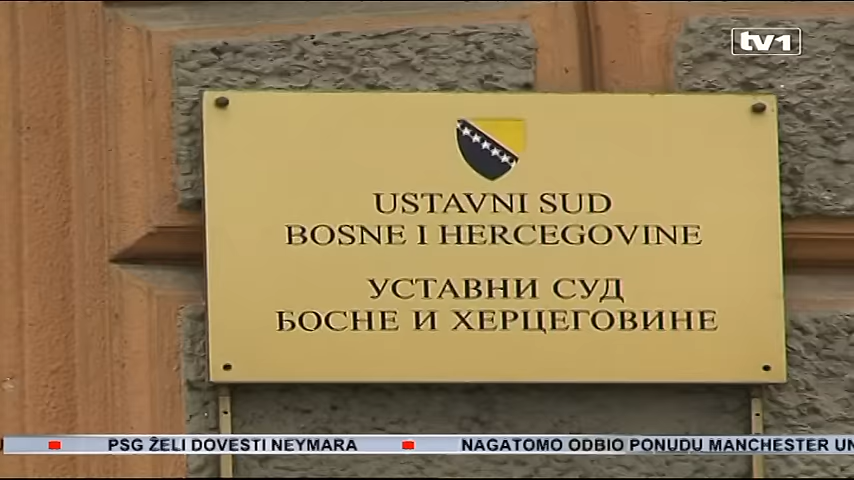 tv1
USTAVNI SUD
BOSNE I HERCEGOVINE
УСТАВНИ СУД
БОСНЕ И ХЕРЦЕГОВИНЕ
PSG ŽELI DOVESTI NEYMARA NAGATOMO ODBIO PONUDU MANCHESTER UN